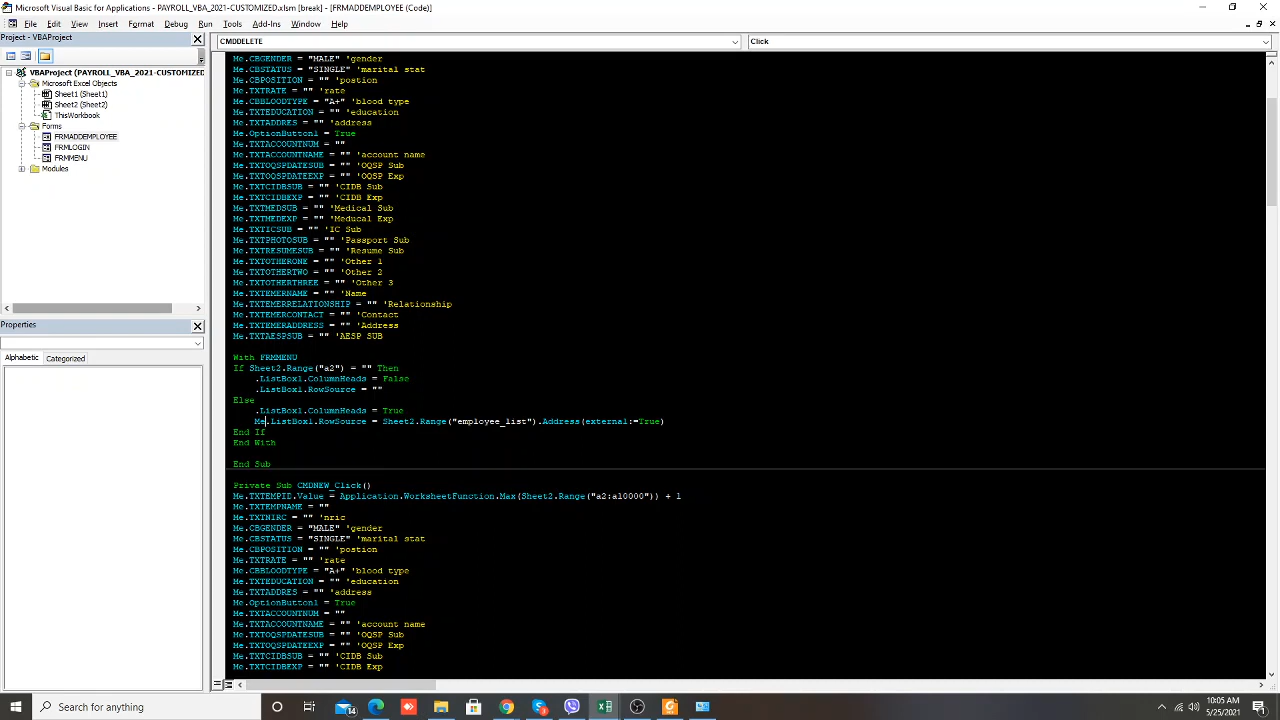 Microsoft Visual Basic for Applications - PAYROLL_VBA_2021-CUSTOMIZED.xlsm [break] - [FRMADDEMPLOYEE (Code)]
File Edit View Insert Format Debug Run Tools Add-Ins Window Help
Project - VBAProject
CMDDELETE
Click
VBAProject (PAYROLL_VBA_2021-CUSTOMIZED
Microsoft Excel Objects
Sheet1 (Sheet1)
Sheet2 (Sheet2)
ThisWorkbook
Forms
FRMADDEMPLOYEE
FRMLOGIN
FRMMENU
Modules
Properties
Alphabetic Categorized
Me.CBGENDER = "MALE" 'gender
Me.CBSTATUS = "SINGLE" 'marital stat
Me.CBPOSITION = "" 'postion
Me.TXTRATE = "" 'rate
Me.CBBLOODTYPE = "A+" 'blood type
Me.TXTEDUCATION = "" 'education
Me.TXTADDRES = "" 'address
Me.OptionButton1 = True
Me.TXTACCOUNTNUM = ""
Me.TXTACCOUNTNAME = "" 'account name
Me.TXTOQSPDATESUB = "" 'OQSP Sub
Me.TXTOQSPDATEEXP = "" 'OQSP Exp
Me.TXTCIDBSUB = "" 'CIDB Sub
Me.TXTCIDBEXP = "" 'CIDB Exp
Me.TXTMEDSUB = "" 'Medical Sub
Me.TXTMEDEXP = "" 'Meducal Exp
Me.TXTICSUB = "" 'IC Sub
Me.TXTPHOTOSUB = "" 'Passport Sub
Me.TXTRESUMESUB = "" 'Resume Sub
Me.TXTOTHERONE = "" 'Other 1
Me.TXTOTHERTWO = "" 'Other 2
Me.TXTOTHERTHREE = "" 'Other 3
Me.TXTEMERNAME = "" 'Name
Me.TXTEMERRELATIONSHIP = "" 'Relationship
Me.TXTEMERCONTACT = "" 'Contact
Me.TXTEMERADDRESS = "" 'Address
Me.TXTAESPSUB = "" 'AESP SUB
With FRMMENU
If Sheet2.Range("a2") = "" Then
.ListBox1.ColumnHeads = False
.ListBox1.RowSource = ""
Else
.ListBox1.ColumnHeads = True
Me.ListBox1.RowSource = Sheet2.Range("employee_list").Address(external:=True)
End If
End With
End Sub
Private Sub CMDNEW_Click()
Me.TXTEMPID.Value = Application.WorksheetFunction.Max(Sheet2.Range("a2:a10000")) + 1
Me.TXTEMPNAME = ""
Me.TXTNIRC = "" 'nric
Me.CBGENDER = "MALE" 'gender
Me.CBSTATUS = "SINGLE" 'marital stat
Me.CBPOSITION = "" 'postion
Me.TXTRATE = "" 'rate
Me.CBBLOODTYPE = "A+" 'blood type
Me.TXTEDUCATION = "" 'education
Me.TXTADDRES = "" 'address
Me.OptionButton1 = True
Me.TXTACCOUNTNUM = ""
Me.TXTACCOUNTNAME = "" 'account name
Me.TXTOQSPDATESUB = "" 'OQSP Sub
Me.TXTOQSPDATEEXP = "" 'OQSP Exp
Me.TXTCIDBSUB = "" 'CIDB Sub
Me.TXTCIDBEXP = "" 'CIDB Exp
Type here to search
14
10:05 AM
5/25/2021
1